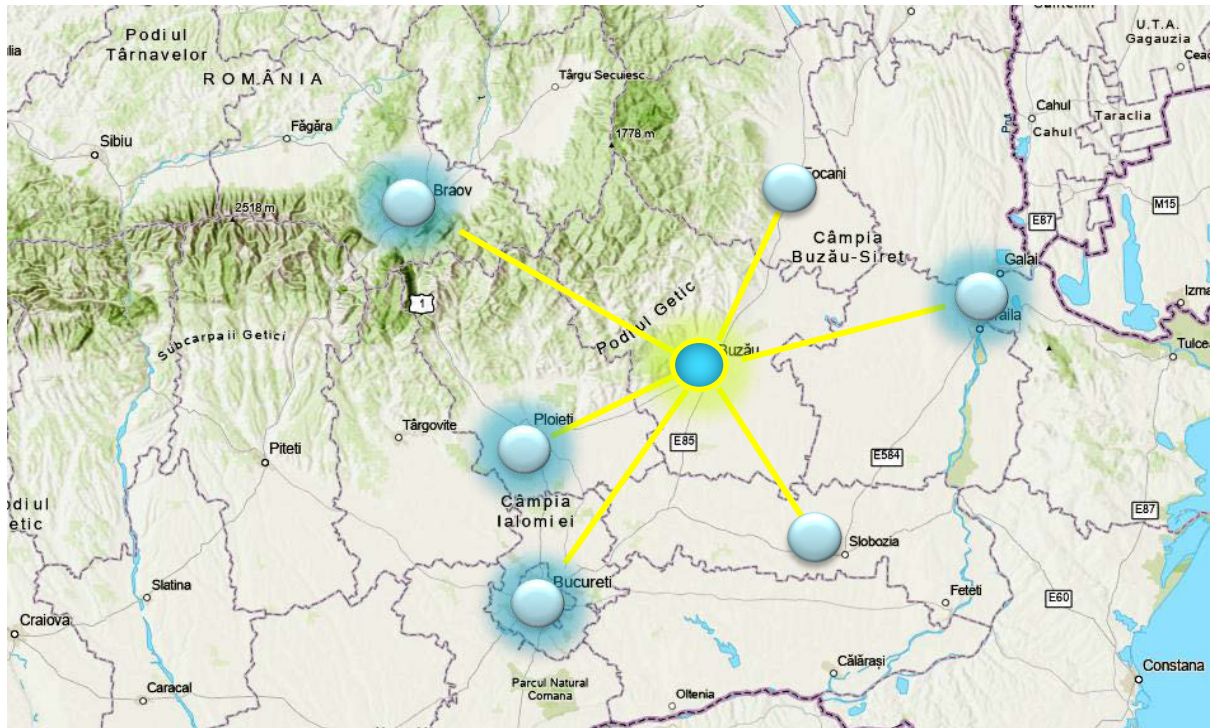 Podiul
Târnavelor
ROMÂNIA
Târgu Secuiesc
U.T.A.
Gagauzia
Cahul
Taraclia
Cahul
Prut
Făgăra
Sibiu
1778 m
Braov
ocani
M15
E87
2518 m
Câmpia
Buzău-Siret
Galai
Izma
1
Podiul Getic
raila
Subcarpaii Getici
Buzău
Tulcea
Târgovite
Ploieti
E85
E584
Piteti
Câmpia
Ialomiei
odiul
etic
E87
Slobozia
Bucureti
Slatina
Feteti
E60
Craiova
Călărași
Constana
Caracal
Parcul Natural
Comana
Oltenia